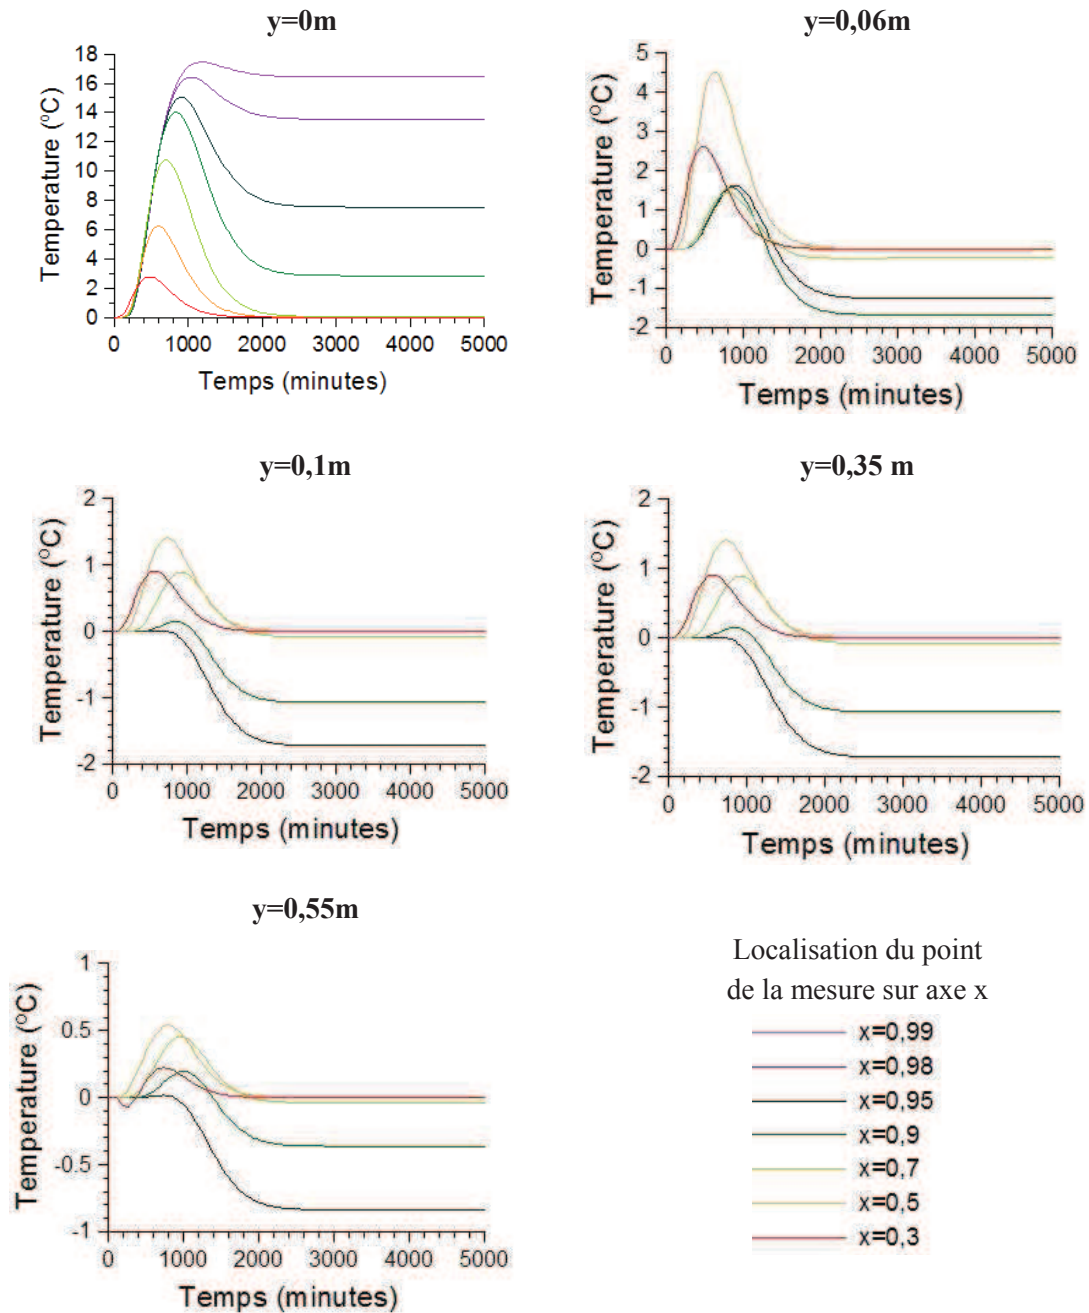 y=0m
18
16
14
12
10
8
6
4
2
0
Temperature (°C)
0 1000 2000 3000 4000 5000
Temps (minutes)
y=0,06m
5
4
3
2
1
0
-1
-2
Temperature (°C)
0 1000 2000 3000 4000 5000
Temps (minutes)
y=0,1m
2
1
0
-1
-2
Temperature (°C)
0 1000 2000 3000 4000 5000
Temps (minutes)
y=0,35 m
2
1
0
-1
-2
Temperature (°C)
0 1000 2000 3000 4000 5000
Temps (minutes)
y=0,55m
1
0.5
0
-0.5
-1
Temperature (°C)
0 1000 2000 3000 4000 5000
Temps (minutes)
Localisation du point
de la mesure sur axe x
x=0,99
x=0,98
x=0,95
x=0,9
x=0,7
x=0,5
x=0,3